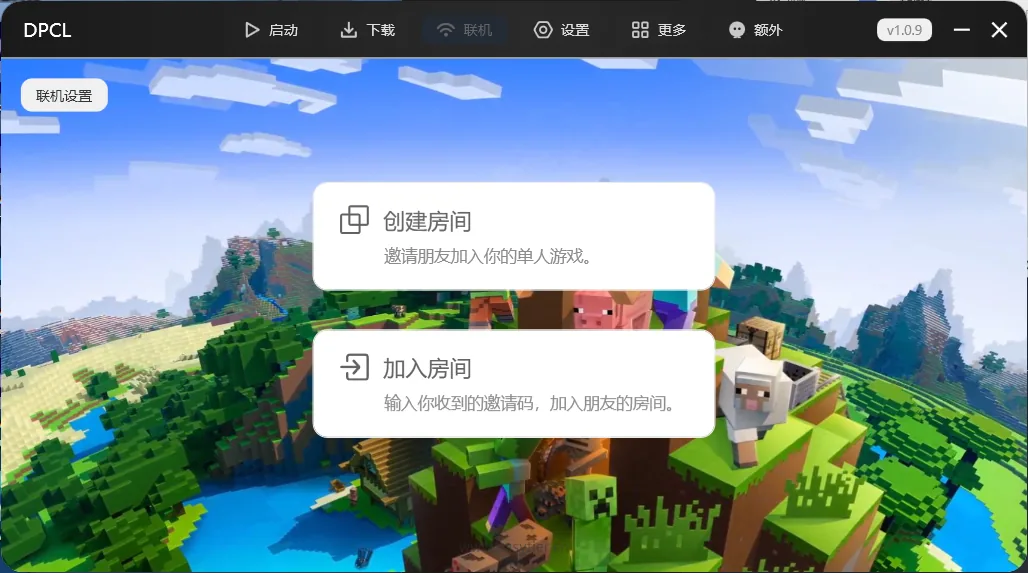 DPCL
启动
下载
联机
设置
更多
额外
v1.0.9
联机设置
创建房间
邀请朋友加入你的单人游戏。
加入房间
输入你收到的邀请码，加入朋友的房间。